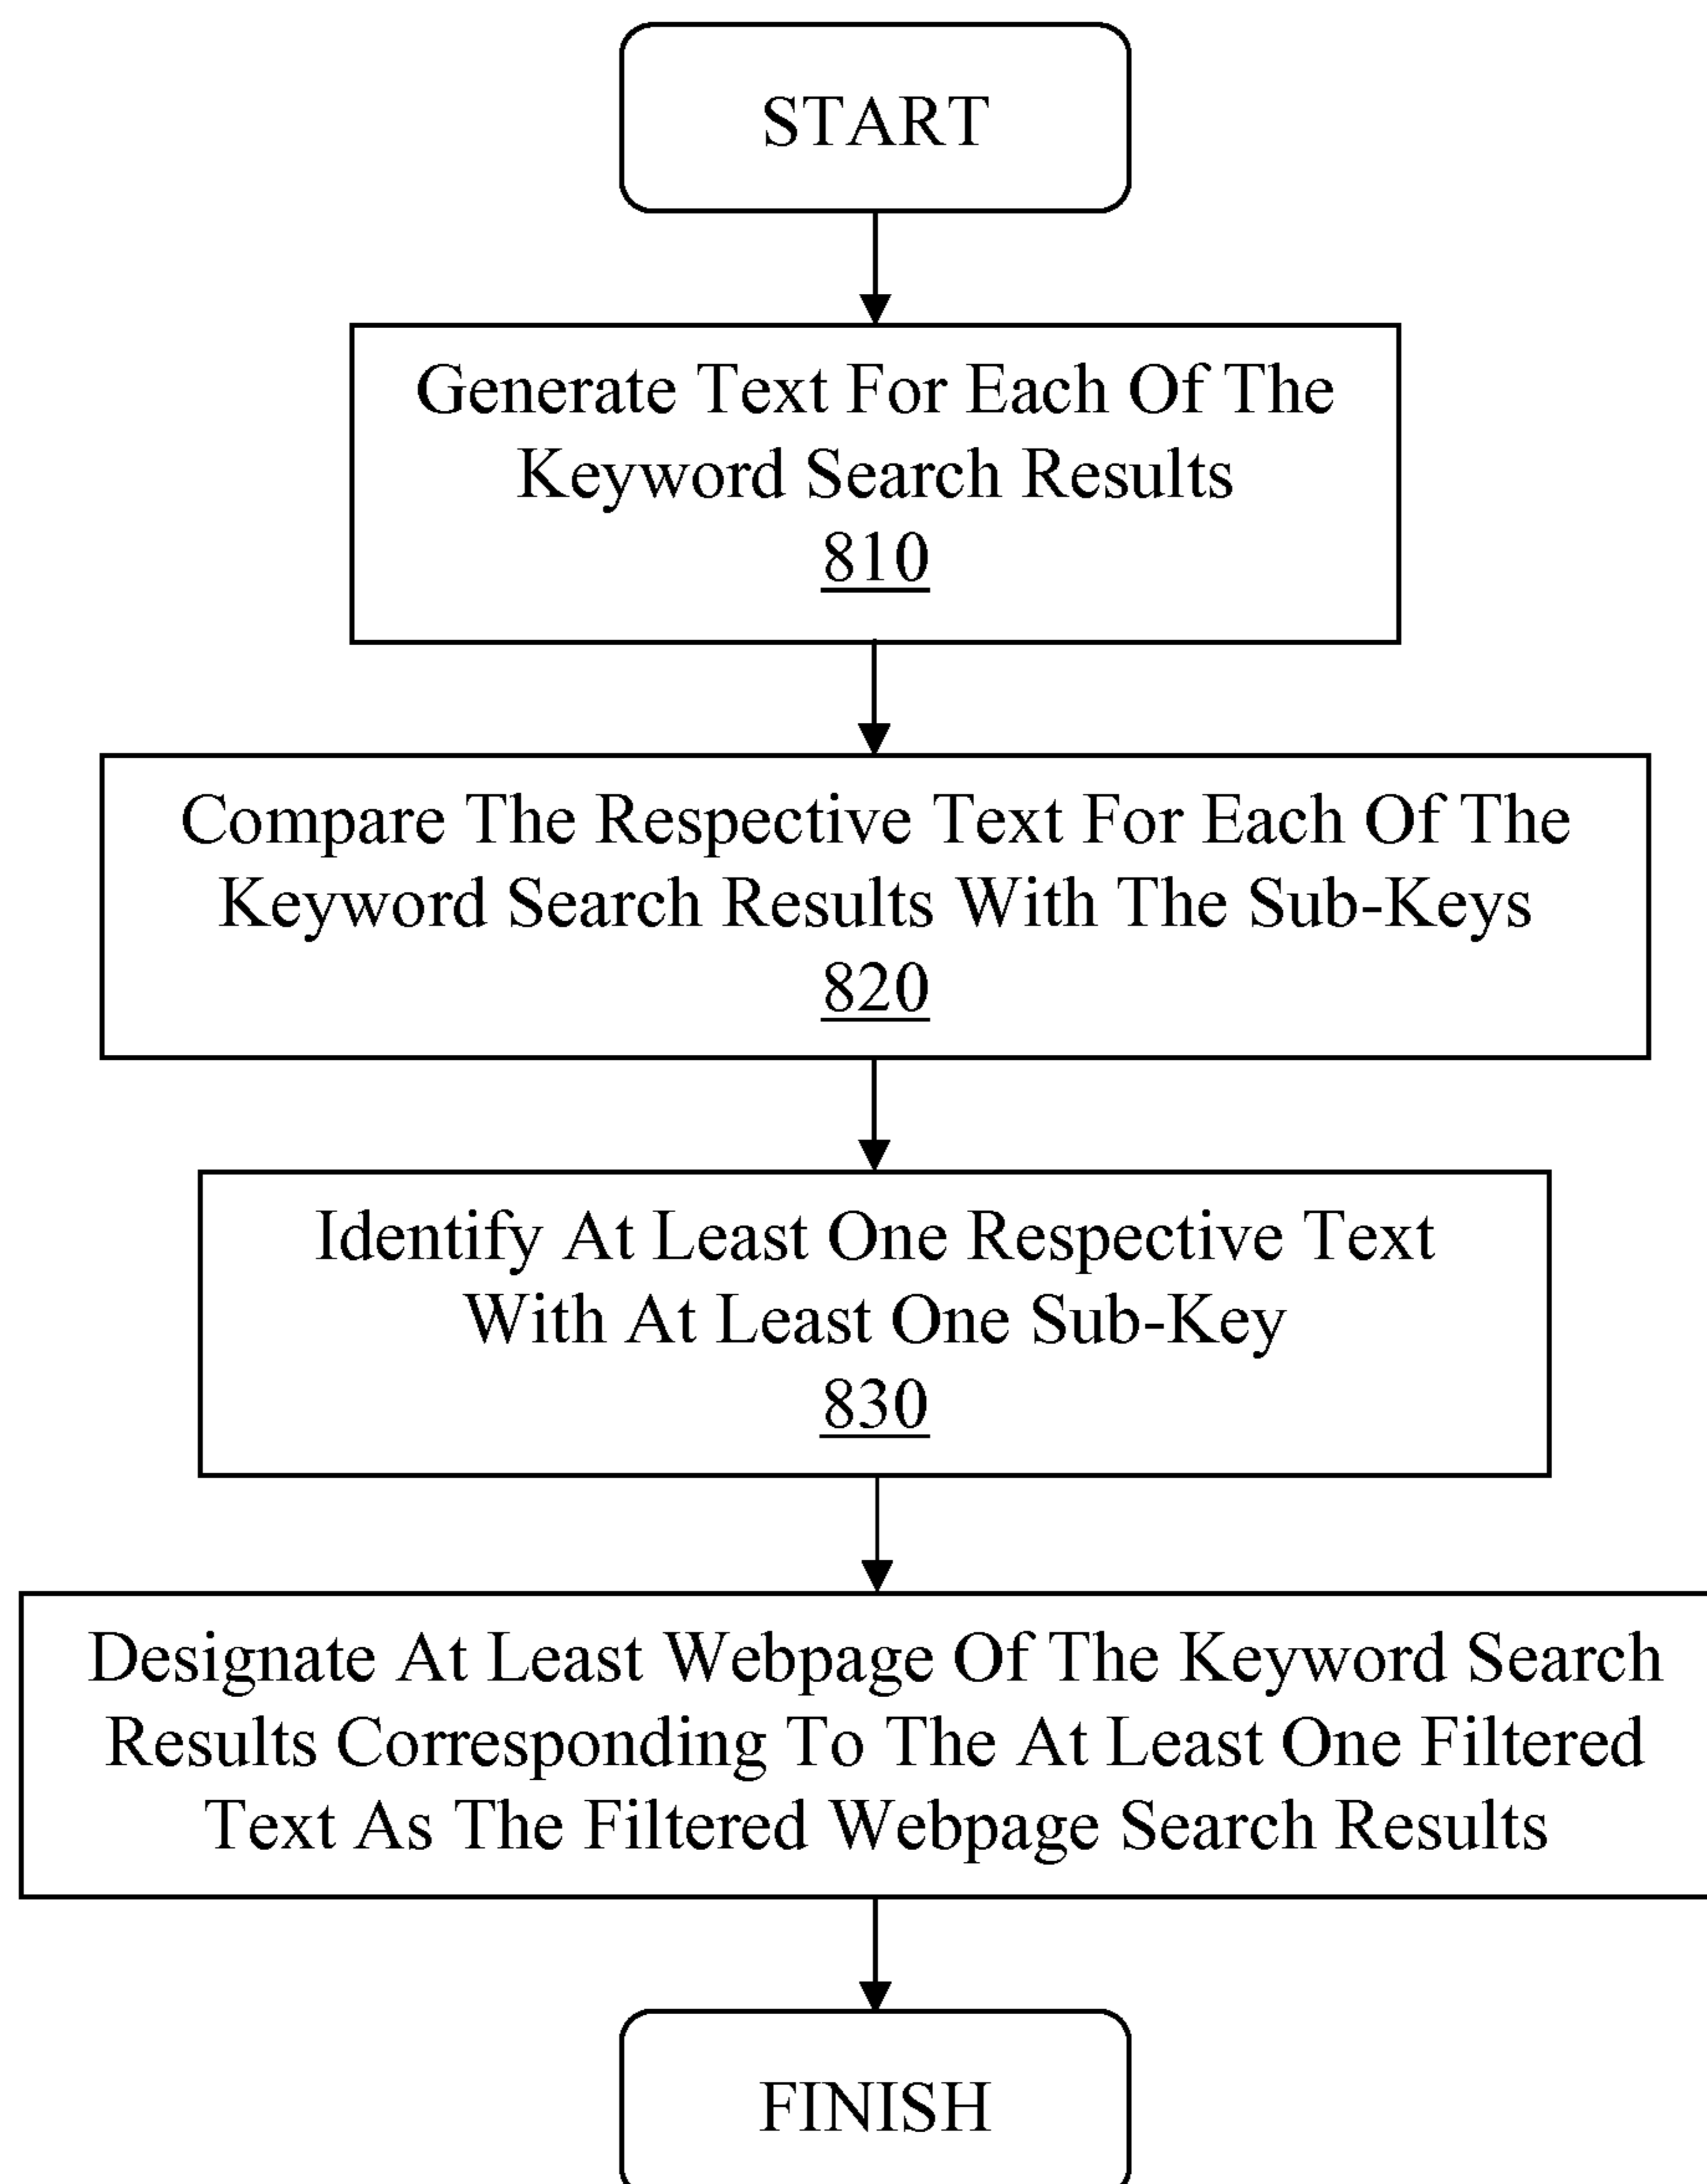 START
Generate Text For Each Of The
Keyword Search Results
810
Compare The Respective Text For Each Of The
Keyword Search Results With The Sub-Keys
820
Identify At Least One Respective Text
With At Least One Sub-Key
830
Designate At Least Webpage Of The Keyword Search
Results Corresponding To The At Least One Filtered
Text As The Filtered Webpage Search Results
FINISH